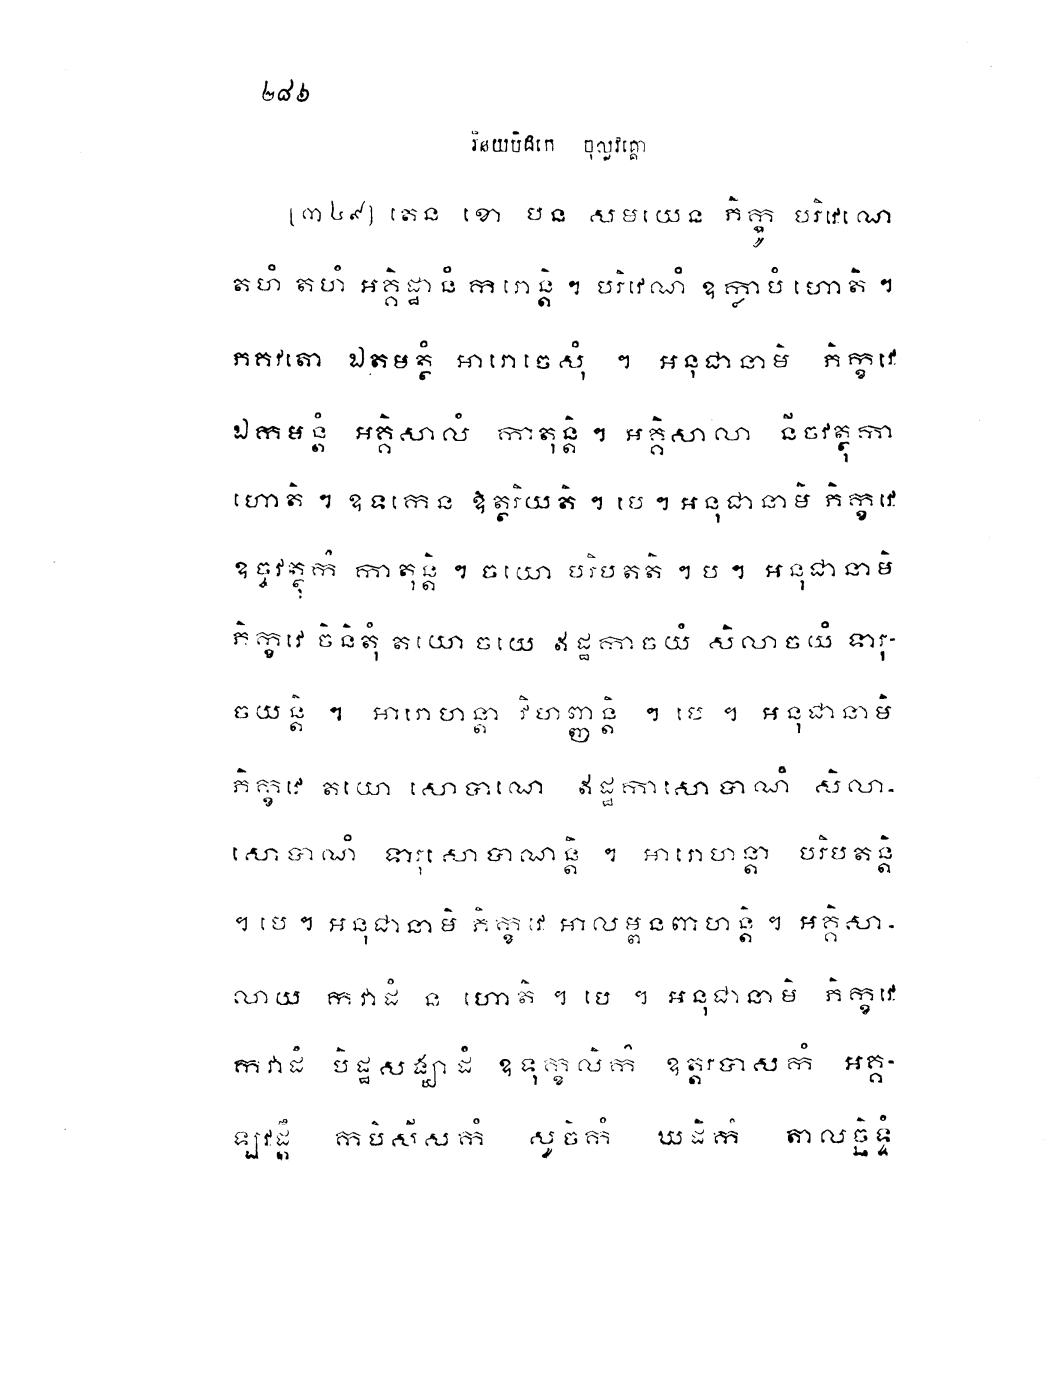 ២៨៦
វិនយបិដកេ ចុល្លវគ្គោ
[៣៤៩] តេន ខោ បន សមយេន ភិក្ខូ បរិវេណេ
តហំ តហំ អគ្គិដ្ឋានំ ករោន្តិ ។ បរិវេណំ ឧក្លាបំ ហោតិ ។
ភគវតោ ឯតមត្ថំ អារោចេសុំ ។ អនុជានាមិ ភិក្ខវេ
ឯកមន្តំ អគ្គិសាលំ កាតុន្តិ ។ អគ្គិសាលា នីចវត្ថុកា
ហោតិ ។ ឧទកេន ឱត្ថរិយតិ ។ បេ ។ អនុជានាមិ ភិក្ខវេ
ឧច្ចវត្ថុកំ កាតុន្តិ ។ ចយោ បរិបតតិ ។ ប ។ អនុជានាមិ
ភិក្ខវេ ចិនិតុំ តយោ ចយេ ឥដ្ឋកាចយំ សិលាចយំ ទារុ-
ចយន្តិ ។ អារោហន្តា វិហញ្ញន្តិ ។ បេ ។ អនុជានាមិ
ភិក្ខវេ តយោ សោបាណេ ឥដ្ឋកាសោបាណំ សិលា-
សោបាណំ ទារុសោបាណន្តិ ។ អារោហន្តា បរិបតន្តិ
។ បេ ។ អនុជានាមិ ភិក្ខវេ អាលម្ពនពាហន្តិ ។ អគ្គិសា-
លាយ កវាដំ ន ហោតិ ។ បេ ។ អនុជានាមិ ភិក្ខវេ
កវាដំ បិដ្ឋសង្ឃាដំ ឧទុក្ខលិកំ ឧត្តរបាសកំ អគ្គ-
ឡវដ្ដឹ កបិសីសកំ សូចិកំ ឃដិកំ តាលច្ឆិទ្ទំ